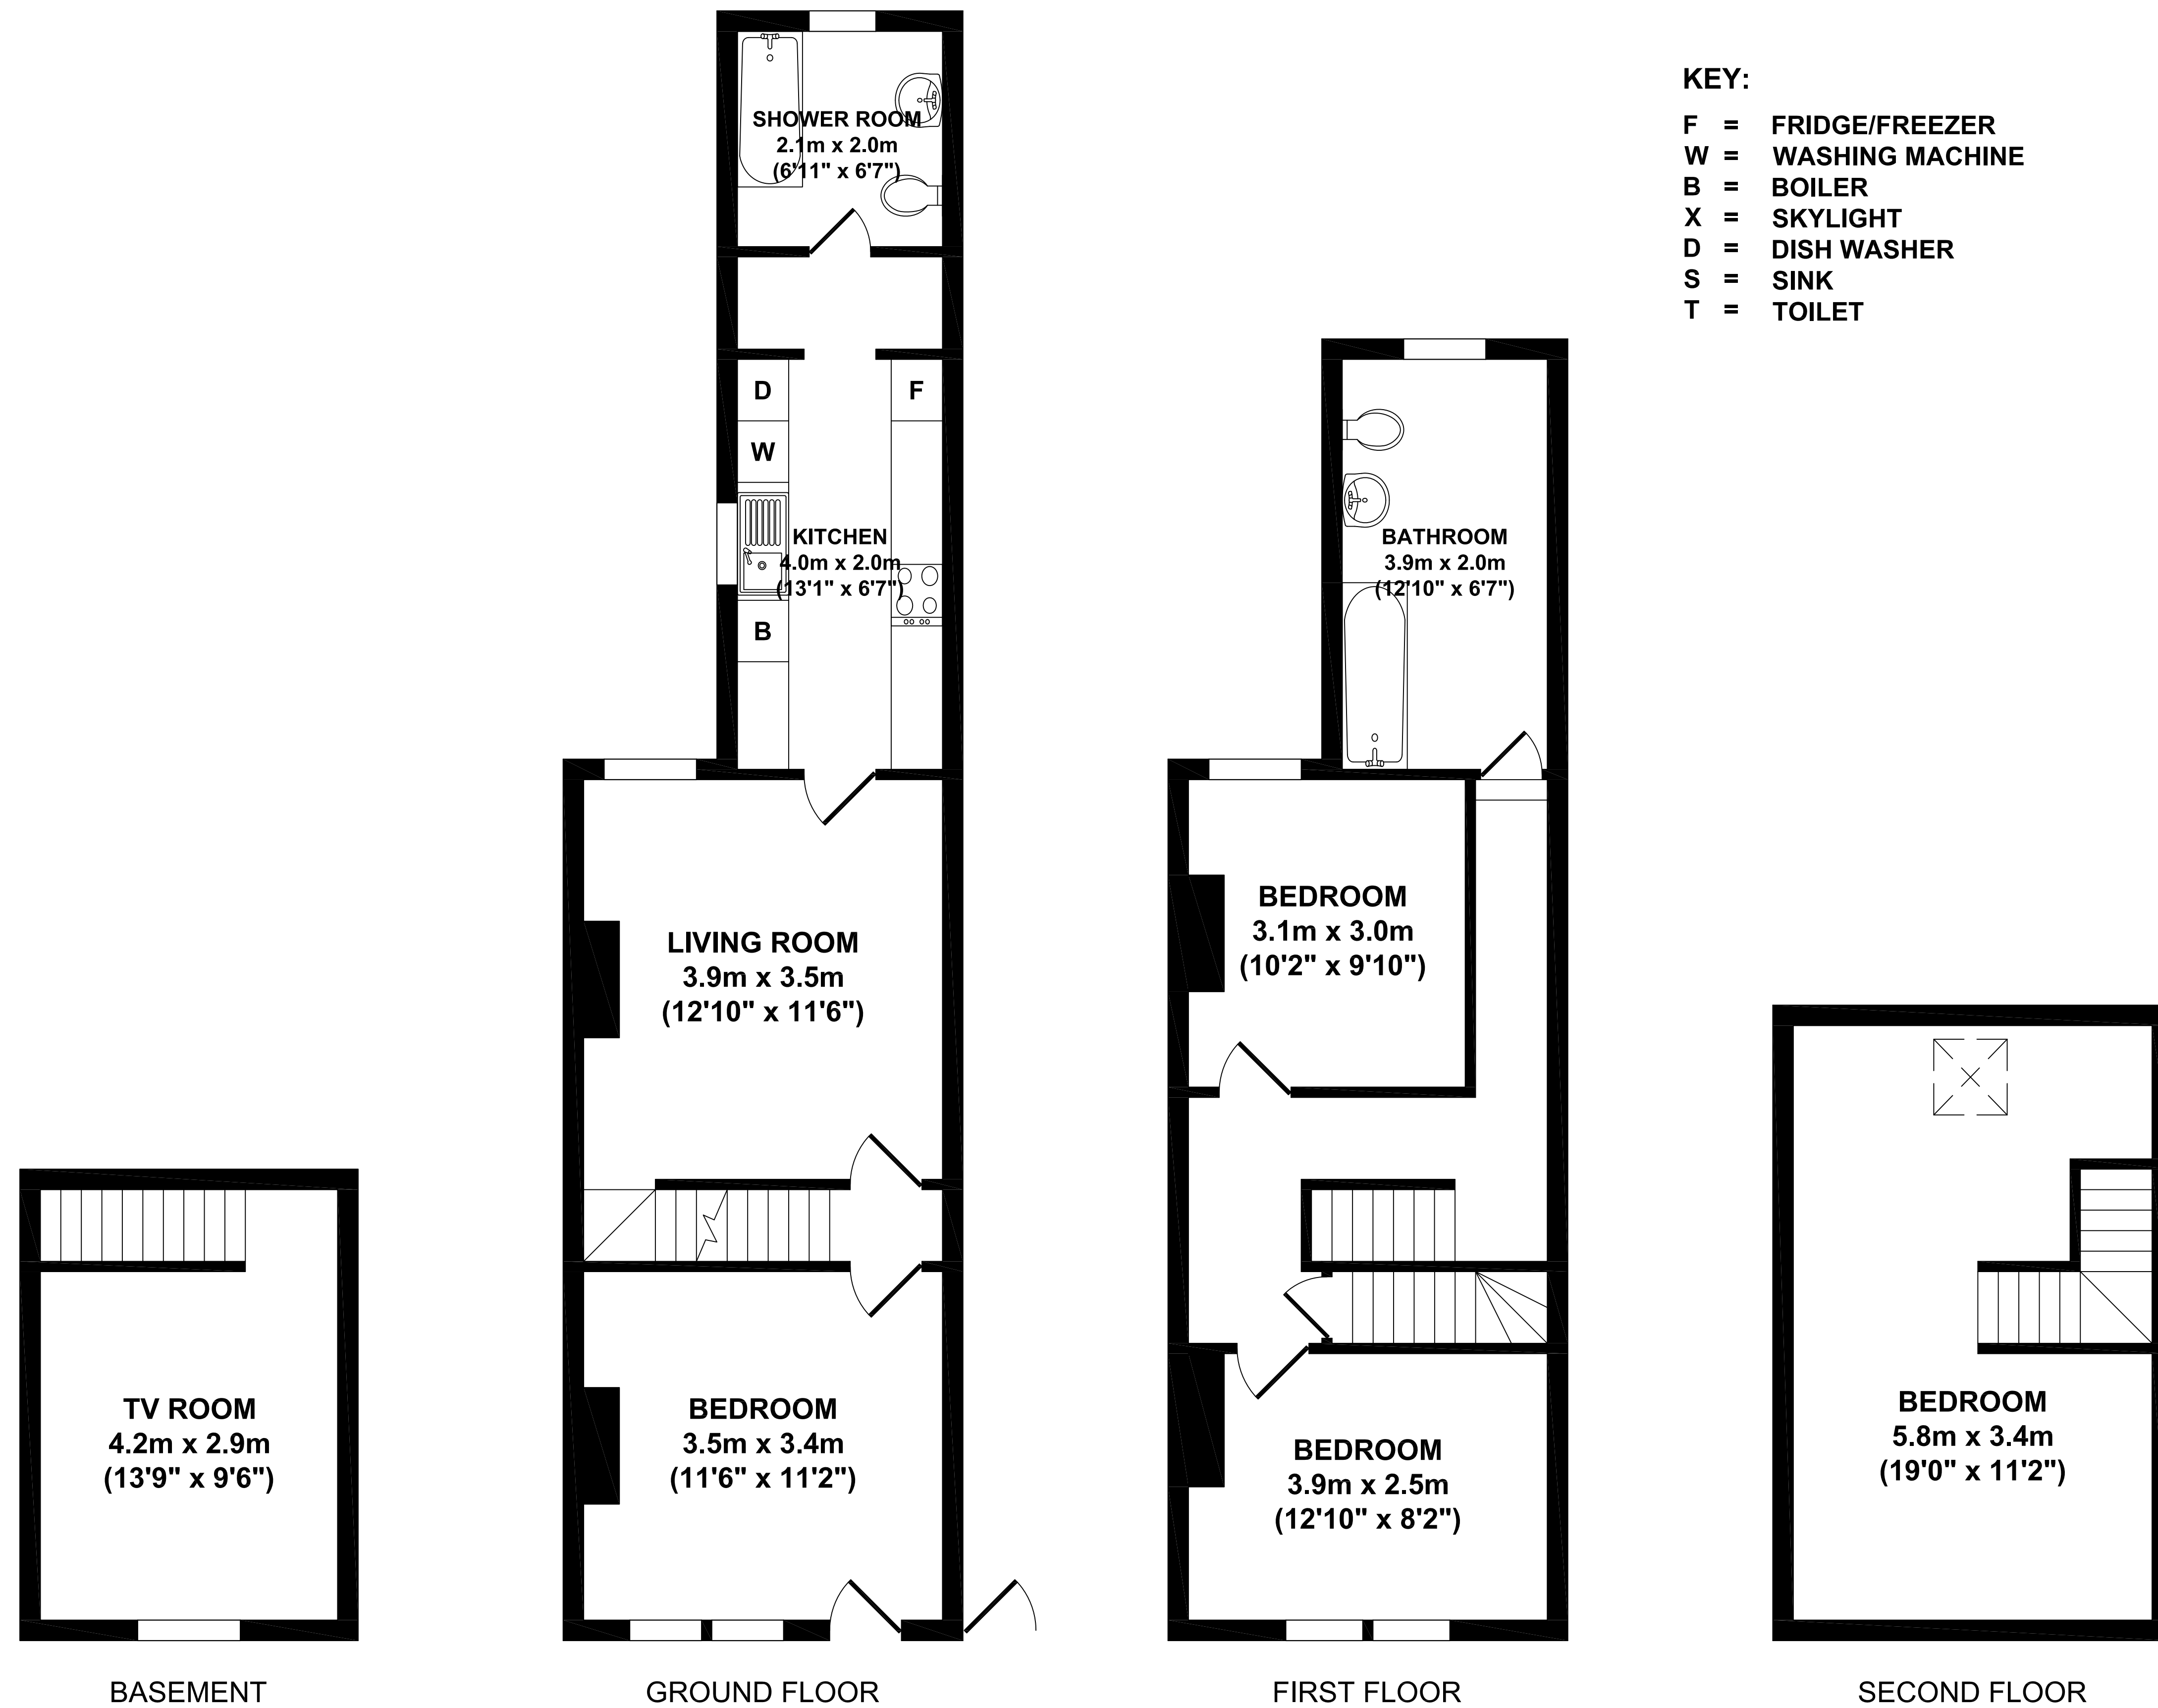 KEY:
F = FRIDGE/FREEZER
W = WASHING MACHINE
B = BOILER
X = SKYLIGHT
D = DISH WASHER
S = SINK
T = TOILET
TV ROOM
4.2m x 2.9m
(13'9" x 9'6")
BASEMENT
SHOWER ROOM
2.1m x 2.0m
(6'11" x 6'7")
D
F
W
KITCHEN
4.0m x 2.0m
(13'1" x 6'7")
B
LIVING ROOM
3.9m x 3.5m
(12'10" x 11'6")
BEDROOM
3.5m x 3.4m
(11'6" x 11'2")
GROUND FLOOR
BATHROOM
3.9m x 2.0m
(12'10" x 6'7")
BEDROOM
3.1m x 3.0m
(10'2" x 9'10")
BEDROOM
3.9m x 2.5m
(12'10" x 8'2")
FIRST FLOOR
BEDROOM
5.8m x 3.4m
(19'0" x 11'2")
SECOND FLOOR